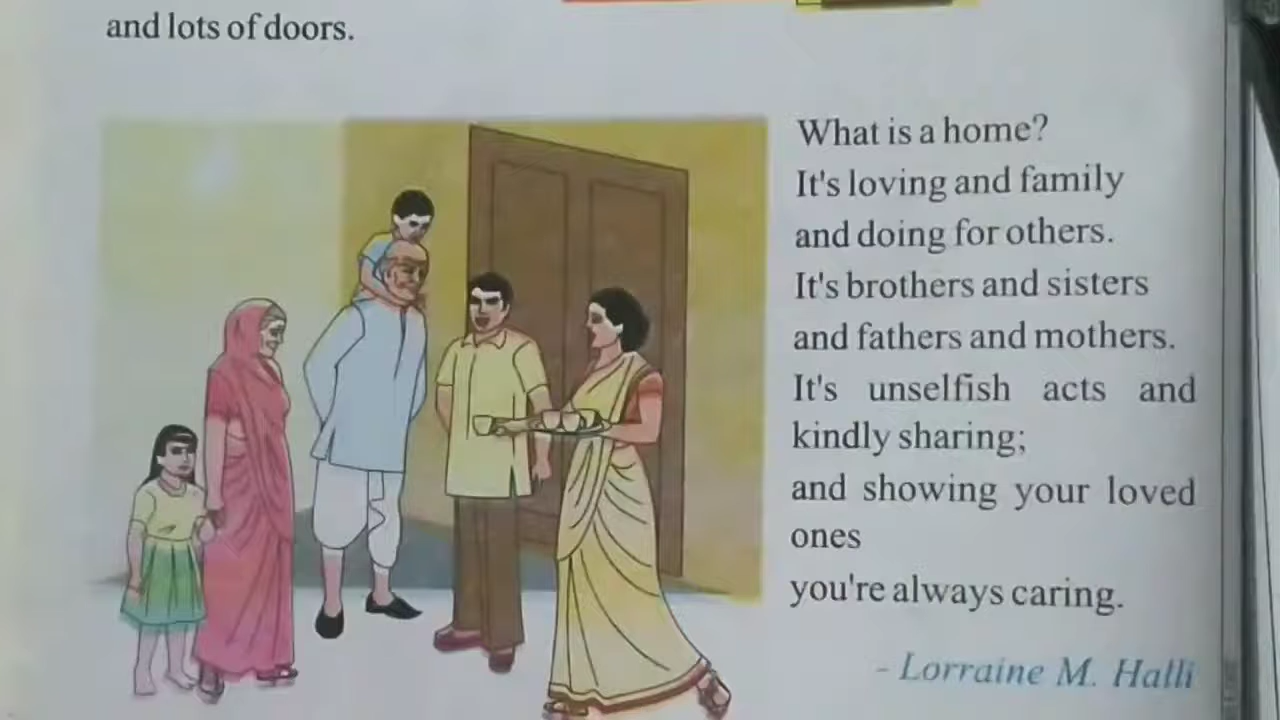 and lots of doors.
What is a home?
It's loving and family
and doing for others.
It's brothers and sisters
and fathers and mothers.
It's unselfish acts and
kindly sharing;
and showing your loved
ones
you're always caring.
- Lorraine M. Halli